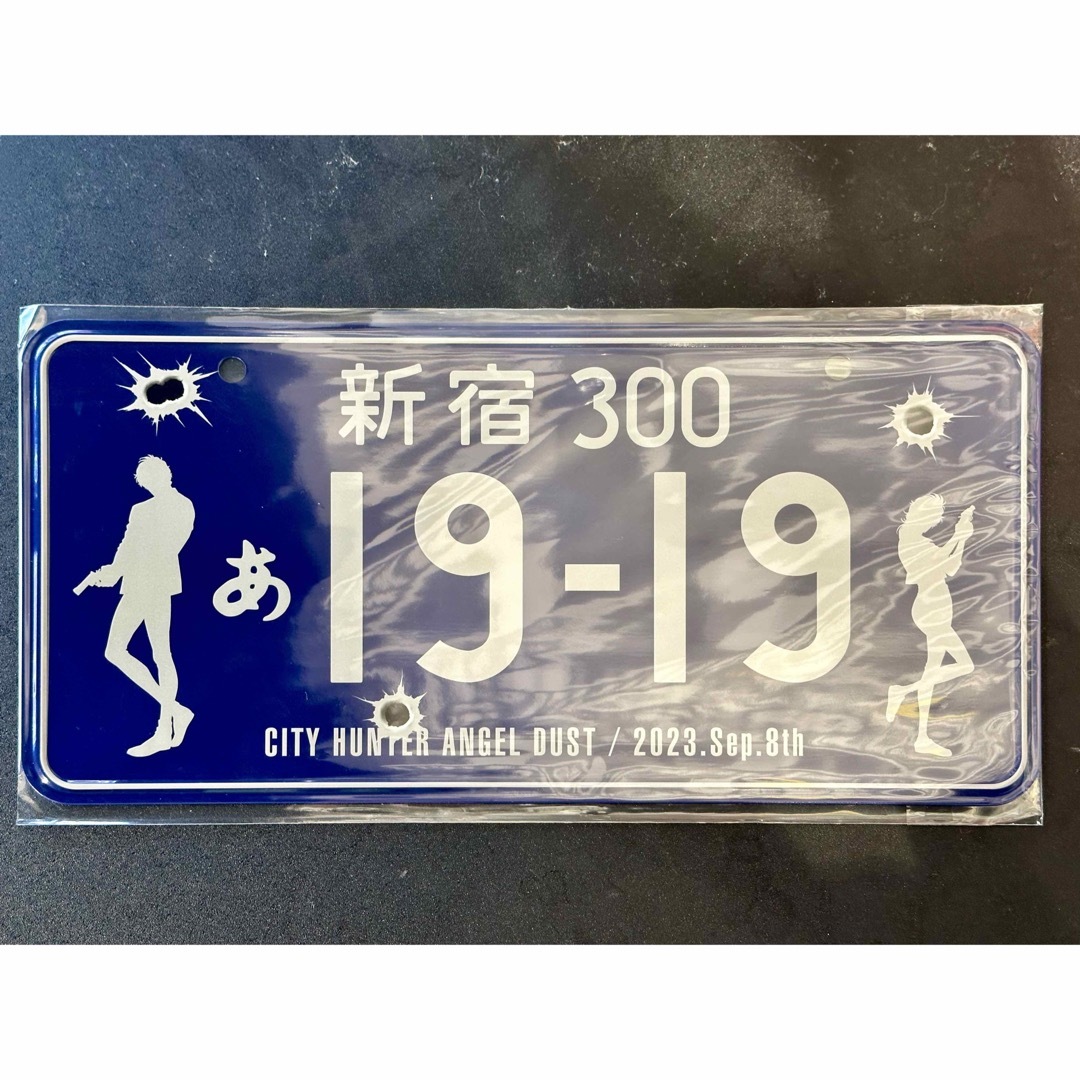 新宿 300
あ 19-19
CITY HUNTER ANGEL DUST / 2023.Sep.8th